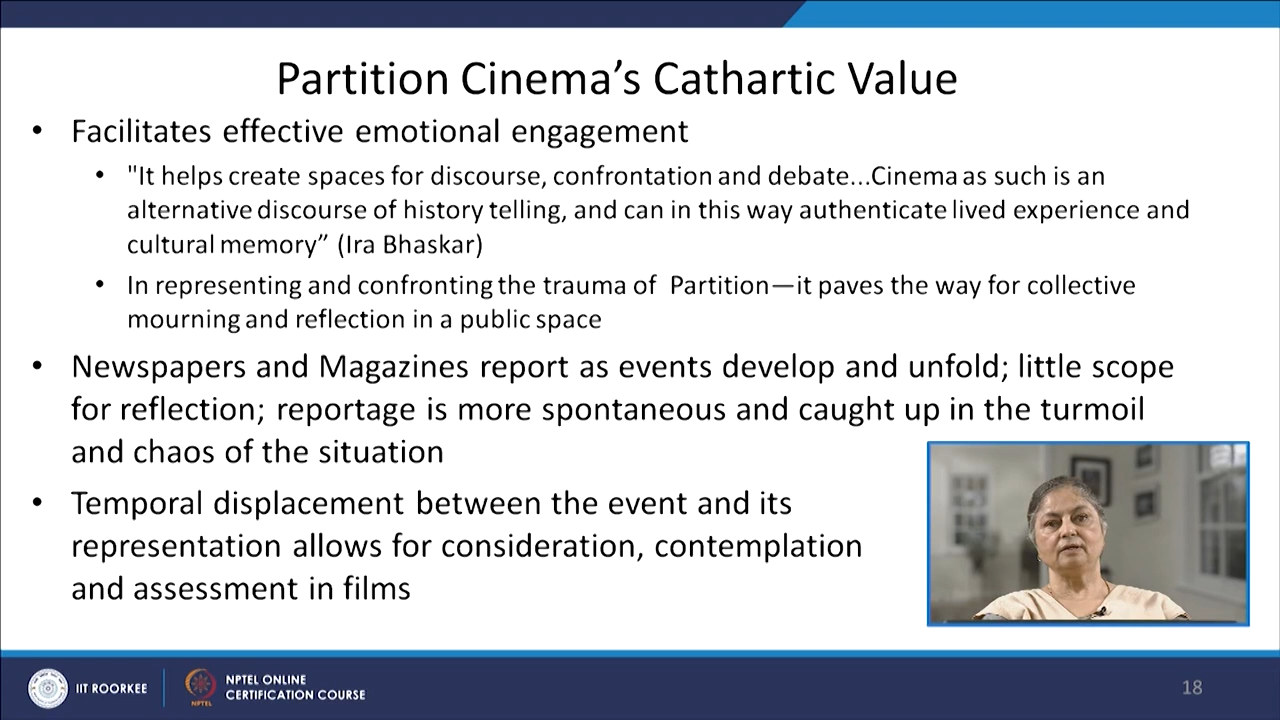 Partition Cinema’s Cathartic Value
• Facilitates effective emotional engagement
• "It helps create spaces for discourse, confrontation and debate...Cinema as such is an
alternative discourse of history telling, and can in this way authenticate lived experience and
cultural memory” (Ira Bhaskar)
• In representing and confronting the trauma of Partition—it paves the way for collective
mourning and reflection in a public space
• Newspapers and Magazines report as events develop and unfold; little scope
for reflection; reportage is more spontaneous and caught up in the turmoil
and chaos of the situation
• Temporal displacement between the event and its
representation allows for consideration, contemplation
and assessment in films
IIT ROORKEE
NPTEL
NPTEL ONLINE
CERTIFICATION COURSE
18